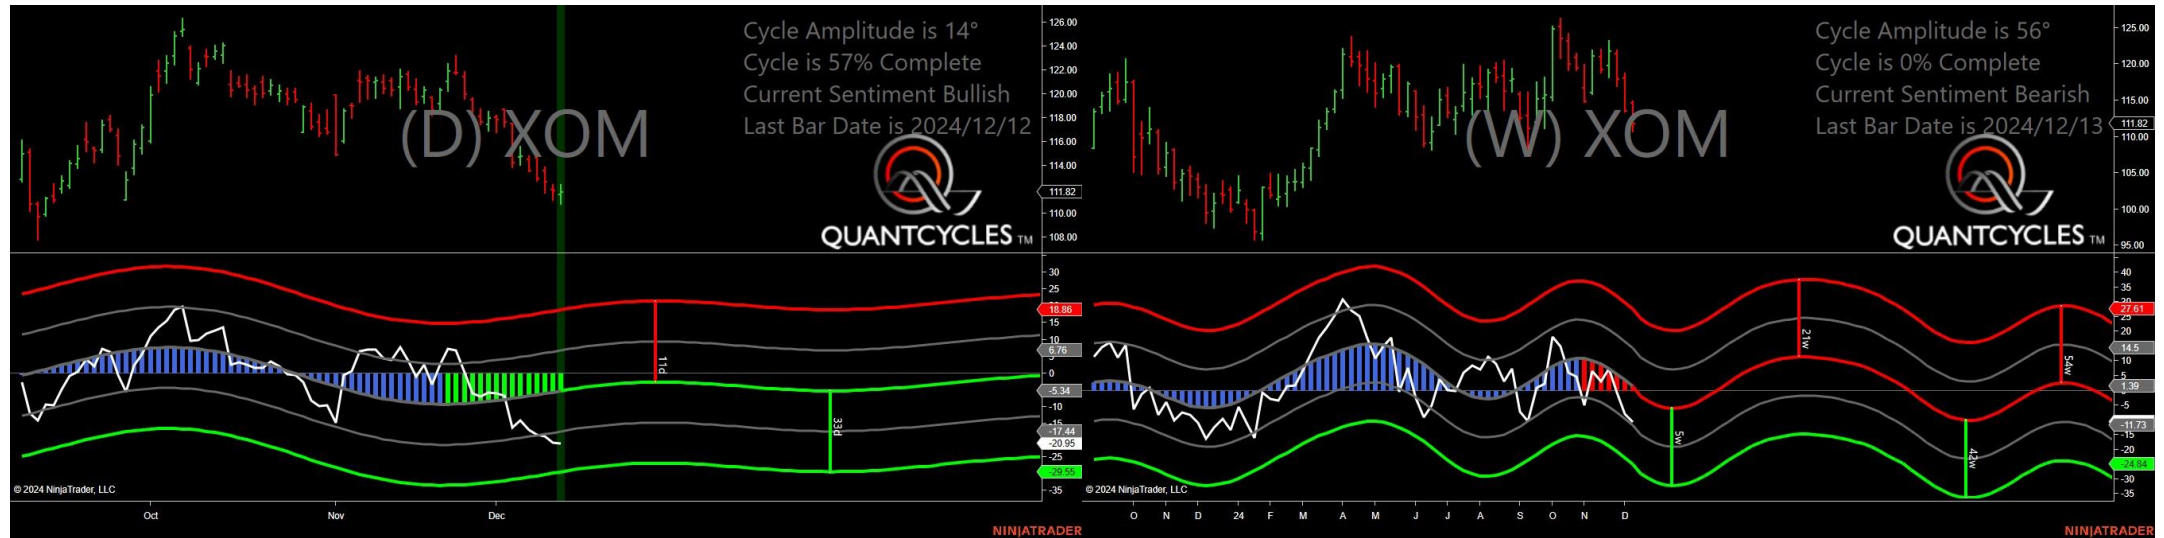 Cycle Amplitude is 14°
Cycle is 57% Complete
Current Sentiment Bullish
Last Bar Date is 2024/12/12
(D) XOM
QUANTCYCLES TM
126.00
124.00
122.00
120.00
118.00
116.00
114.00
111.82
110.00
108.00
30
25
18.86
15
10
6.76
0
-5.34
-10
-17.44
-20.95
-25
-29.55
-35
11d
33d
© 2024 NinjaTrader, LLC
Oct Nov Dec
NINJATRADER
Cycle Amplitude is 56°
Cycle is 0% Complete
Current Sentiment Bearish
Last Bar Date is 2024/12/13
(W) XOM
QUANTCYCLES TM
125.00
120.00
115.00
111.82
110.00
105.00
100.00
95.00
40
35
27.61
25
20
14.5
10
5
1.39
-5
-11.73
-15
-20
-24.84
-30
-35
5w
21w
42w
54w
© 2024 NinjaTrader, LLC
O N D 24 F M A M J J A S O N D
NINJATRADER